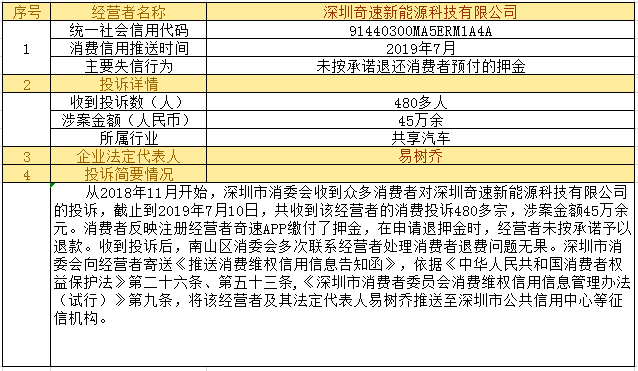 序号 经营者名称 深圳奇速新能源科技有限公司
1 统一社会信用代码 91440300MA5ERM1A4A
消费信用推送时间 2019年7月
主要失信行为 未按承诺退还消费者预付的押金
2 投诉详情
收到投诉数（人） 480多人
涉案金额（人民币） 45万余
所属行业 共享汽车
3 企业法定代表人 易树乔
4 投诉简要情况
从2018年11月开始，深圳市消委会收到众多消费者对深圳奇速新能源科技有限公司
的投诉，截止到2019年7月10日，共收到该经营者的消费投诉480多宗，涉案金额45万余
元。消费者反映注册经营者奇速APP缴付了押金，在申请退押金时，经营者未按承诺予以
退款。收到投诉后，南山区消委会多次联系经营者处理消费者退费问题无果。深圳市消
委会向经营者寄送《推送消费维权信用信息告知函》，依据《中华人民共和国消费者权
益保护法》第二十六条、第五十三条,《深圳市消费者委员会消费维权信用信息管理办法
（试行）》第九条，将该经营者及其法定代表人易树乔推送至深圳市公共信用中心等征
信机构。